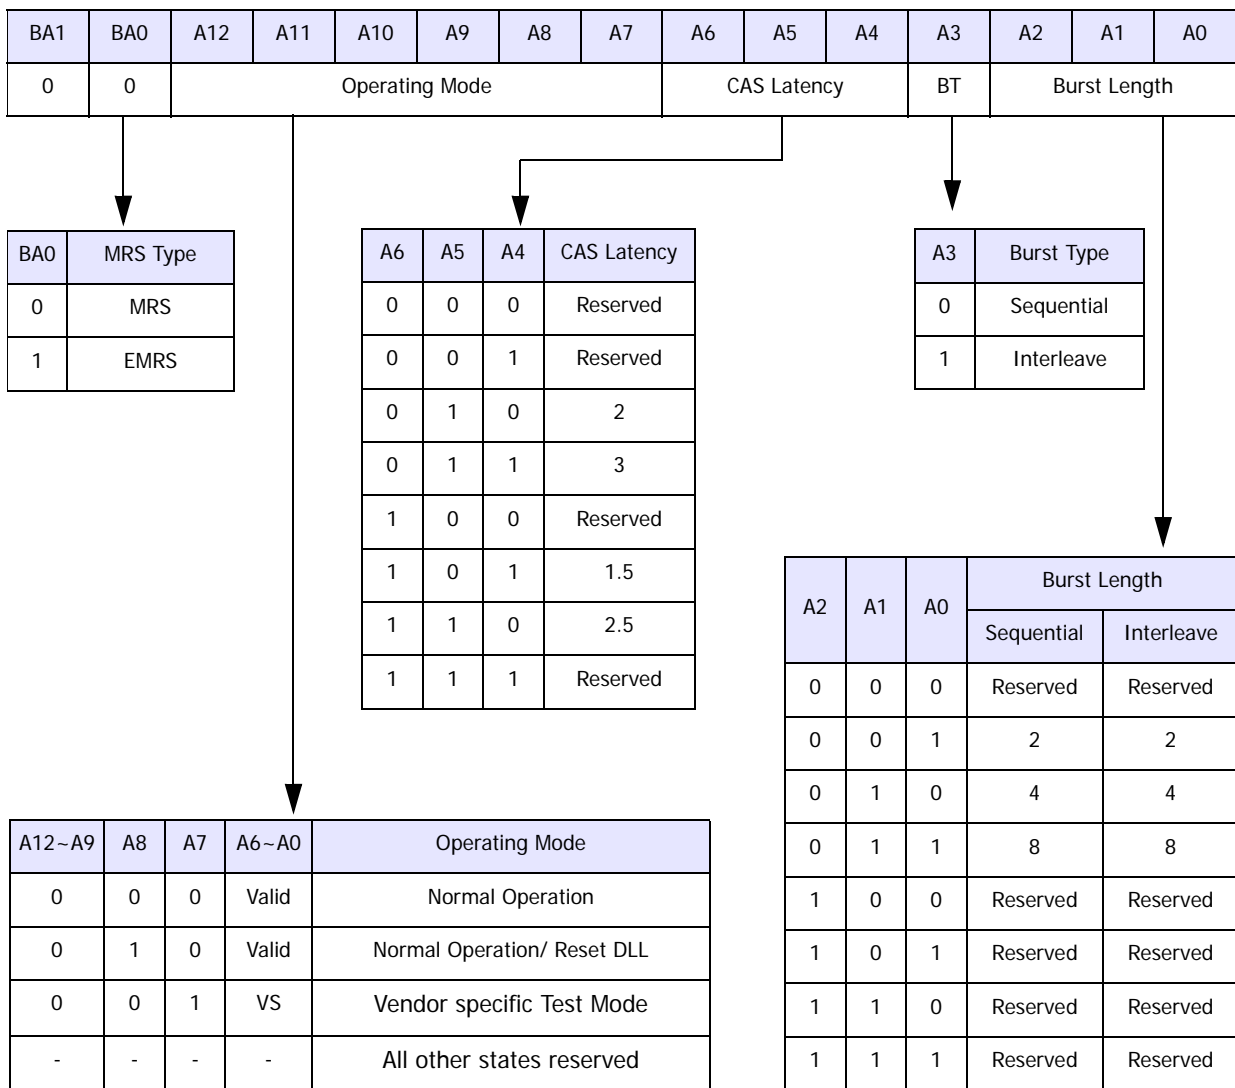 BA1 BA0 A12 A11 A10 A9 A8 A7 A6 A5 A4 A3 A2 A1 A0
0 0 Operating Mode CAS Latency BT Burst Length
BA0 MRS Type
0 MRS
1 EMRS
A6 A5 A4 CAS Latency
0 0 0 Reserved
0 0 1 Reserved
0 1 0 2
0 1 1 3
1 0 0 Reserved
1 0 1 1.5
1 1 0 2.5
1 1 1 Reserved
A3 Burst Type
0 Sequential
1 Interleave
A2 A1 A0 Burst Length
Sequential Interleave
0 0 0 Reserved Reserved
0 0 1 2 2
0 1 0 4 4
0 1 1 8 8
1 0 0 Reserved Reserved
1 0 1 Reserved Reserved
1 1 0 Reserved Reserved
1 1 1 Reserved Reserved
A12~A9 A8 A7 A6~A0 Operating Mode
0 0 0 Valid Normal Operation
0 1 0 Valid Normal Operation/ Reset DLL
0 0 1 VS Vendor specific Test Mode
- - - - All other states reserved